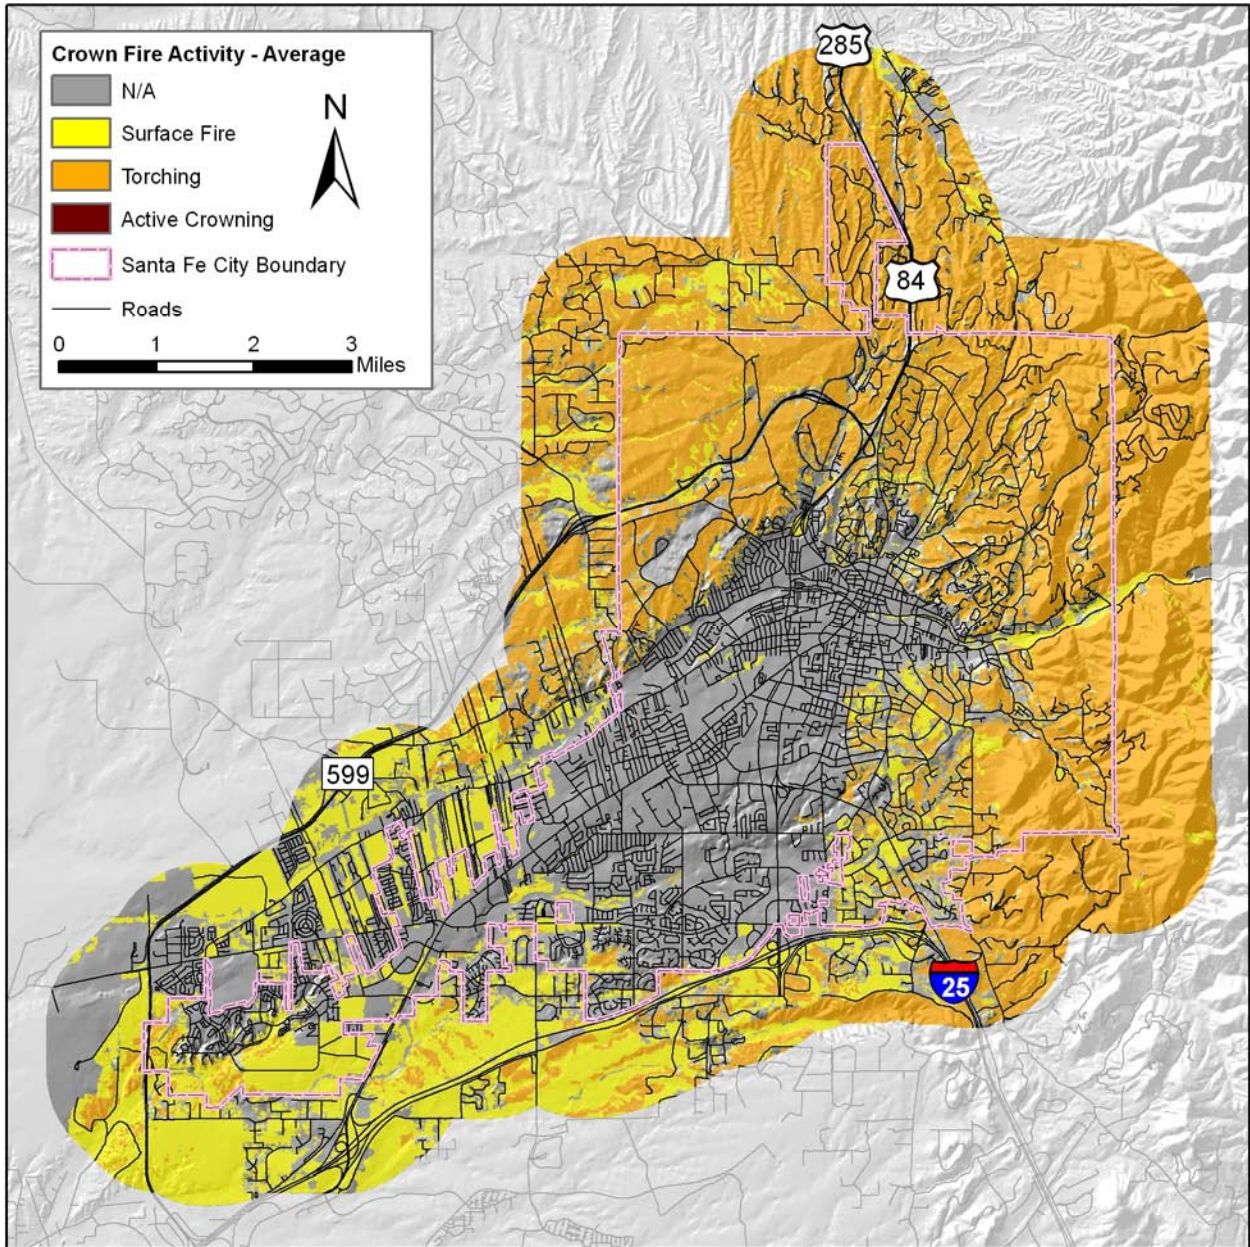 Crown Fire Activity - Average
N/A
Surface Fire
Torching
Active Crowning
Santa Fe City Boundary
Roads
N
0 1 2 3
Miles
285
84
599
25